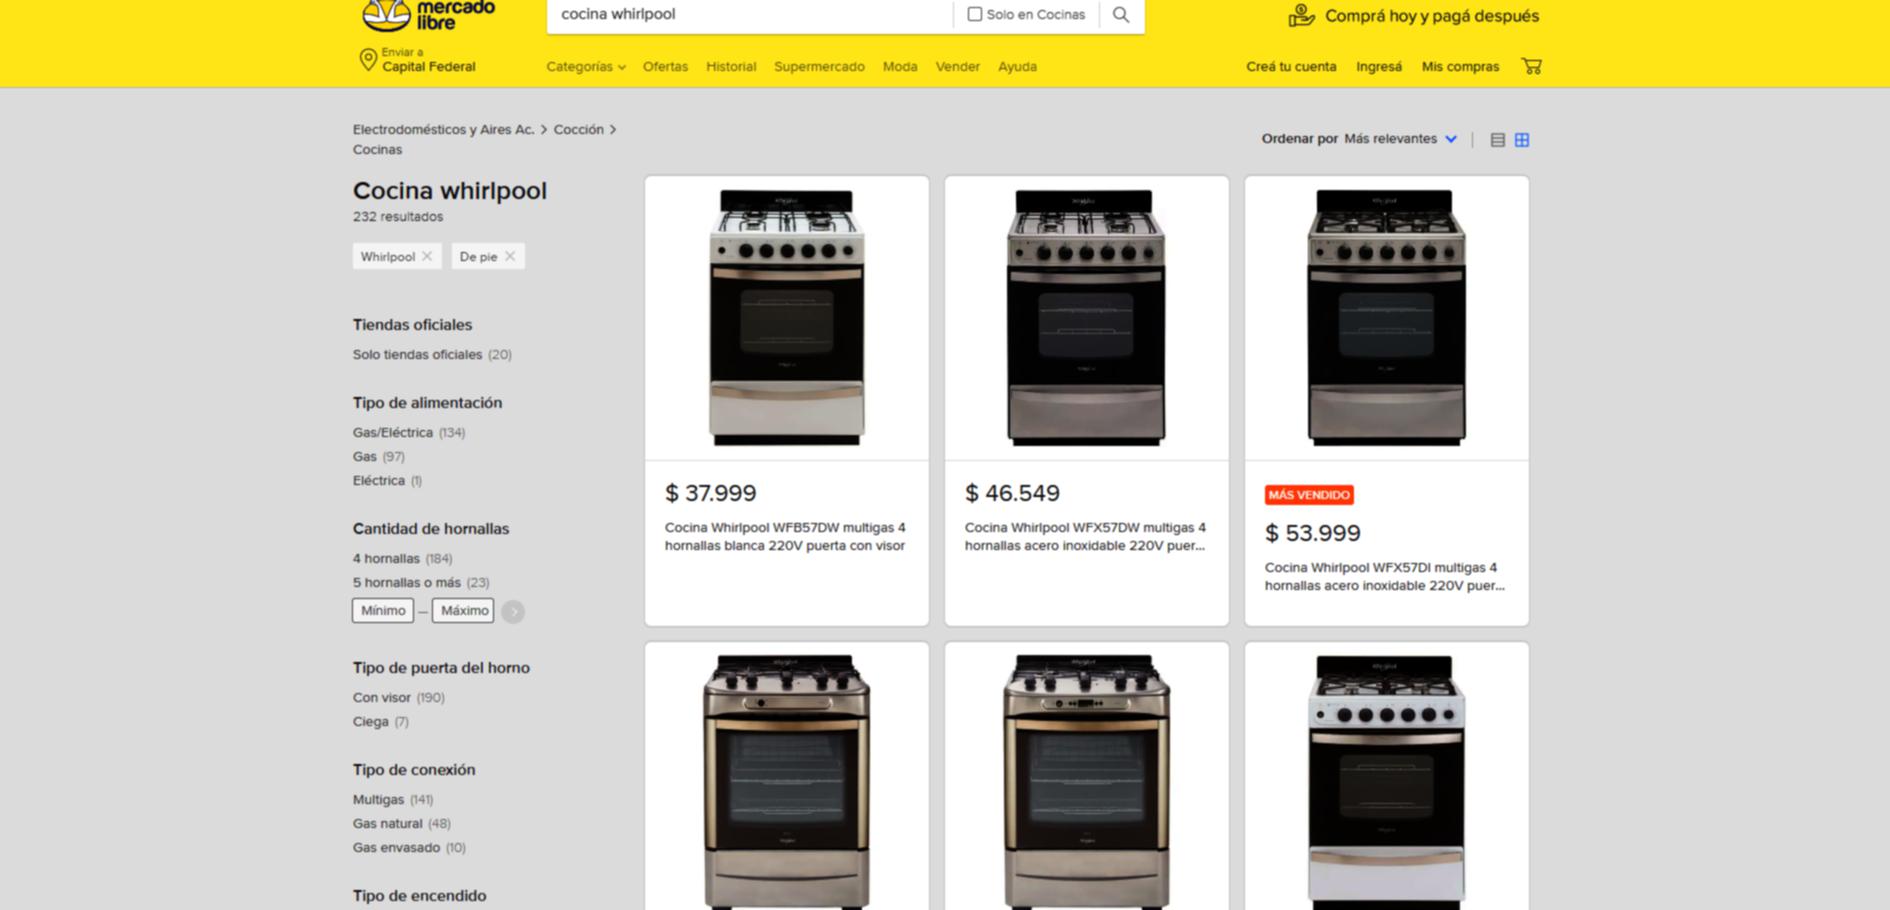 mercado
libre
cocina whirlpool
Solo en Cocinas
Comprá hoy y pagá después
Enviar a
Capital Federal
Categorías Ofertas Historial Supermercado Moda Vender Ayuda
Creá tu cuenta Ingresá Mis compras
Electrodomésticos y Aires Ac. > Cocción >
Cocinas
Ordenar por Más relevantes
Cocina whirlpool
232 resultados
Whirlpool ×
De pie ×
Tiendas oficiales
Solo tiendas oficiales (20)
Tipo de alimentación
Gas/Eléctrica (134)
Gas (97)
Eléctrica (1)
Cantidad de hornallas
4 hornallas (184)
5 hornallas o más (23)
Mínimo — Máximo
Tipo de puerta del horno
Con visor (190)
Ciega (7)
Tipo de conexión
Multigas (141)
Gas natural (48)
Gas envasado (10)
Tipo de encendido
$ 37.999
Cocina Whirlpool WFB57DW multigas 4
hornallas blanca 220V puerta con visor
$ 46.549
Cocina Whirlpool WFX57DW multigas 4
hornallas acero inoxidable 220V puer...
MÁS VENDIDO
$ 53.999
Cocina Whirlpool WFX57DI multigas 4
hornallas acero inoxidable 220V puer...